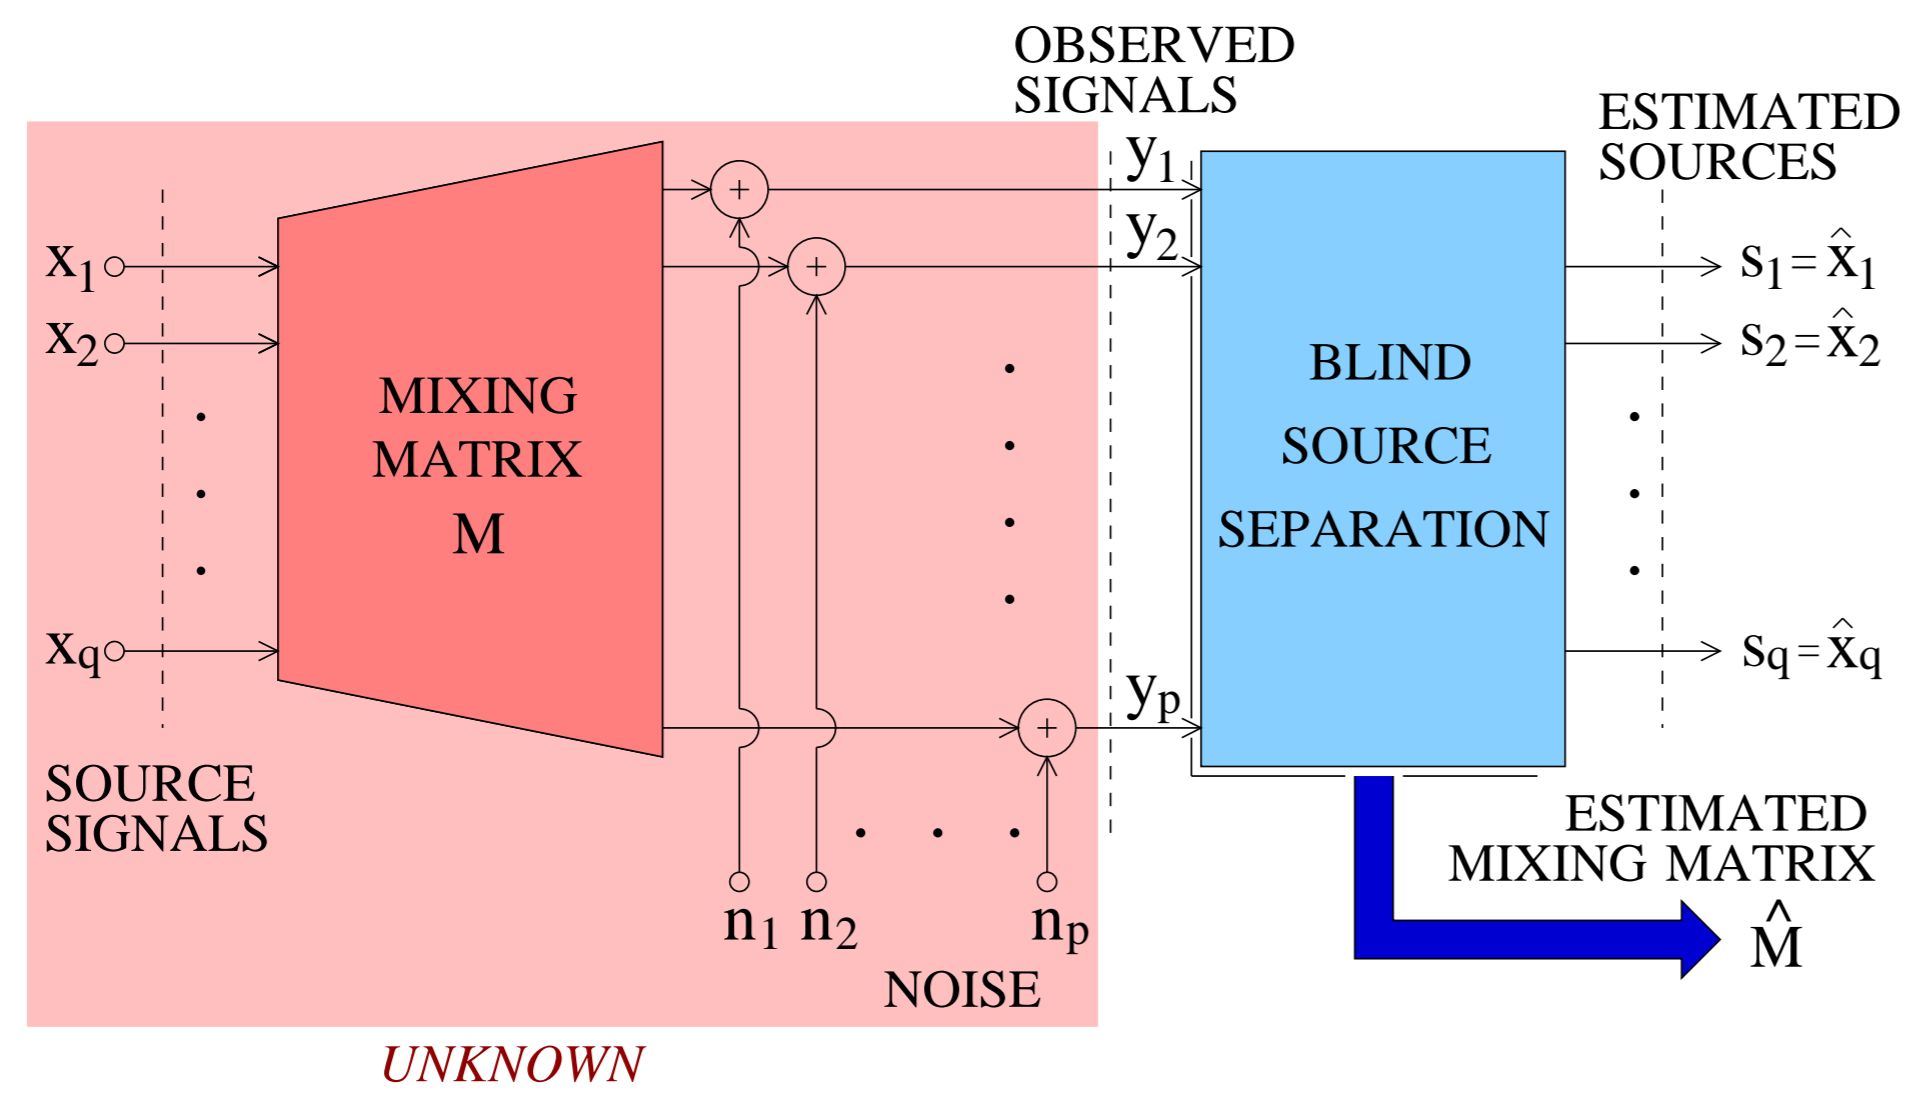 OBSERVED
SIGNALS
ESTIMATED
SOURCES
y1
y2
yp
x1
x2
xq
MIXING
MATRIX
M
+
+
+
BLIND
SOURCE
SEPARATION
s1 = x̂1
s2 = x̂2
sq = x̂q
SOURCE
SIGNALS
n1 n2 np
NOISE
ESTIMATED
MIXING MATRIX
M̂
UNKNOWN